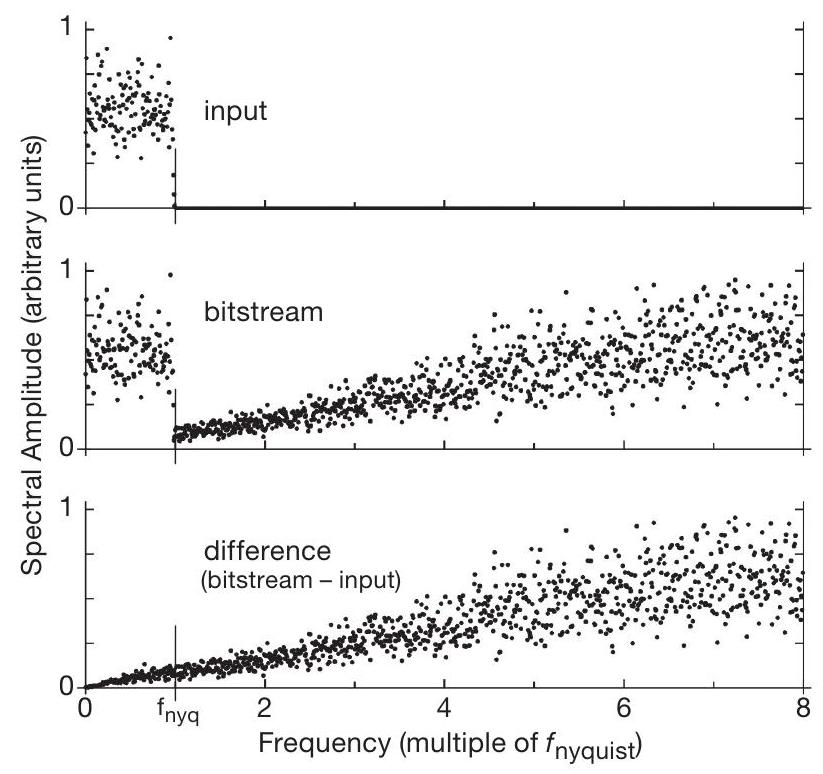 Spectral Amplitude (arbitrary units)
1
input
0
1
bitstream
0
1
difference
(bitstream – input)
0
0 fnyq 2 4 6 8
Frequency (multiple of fnyquist)